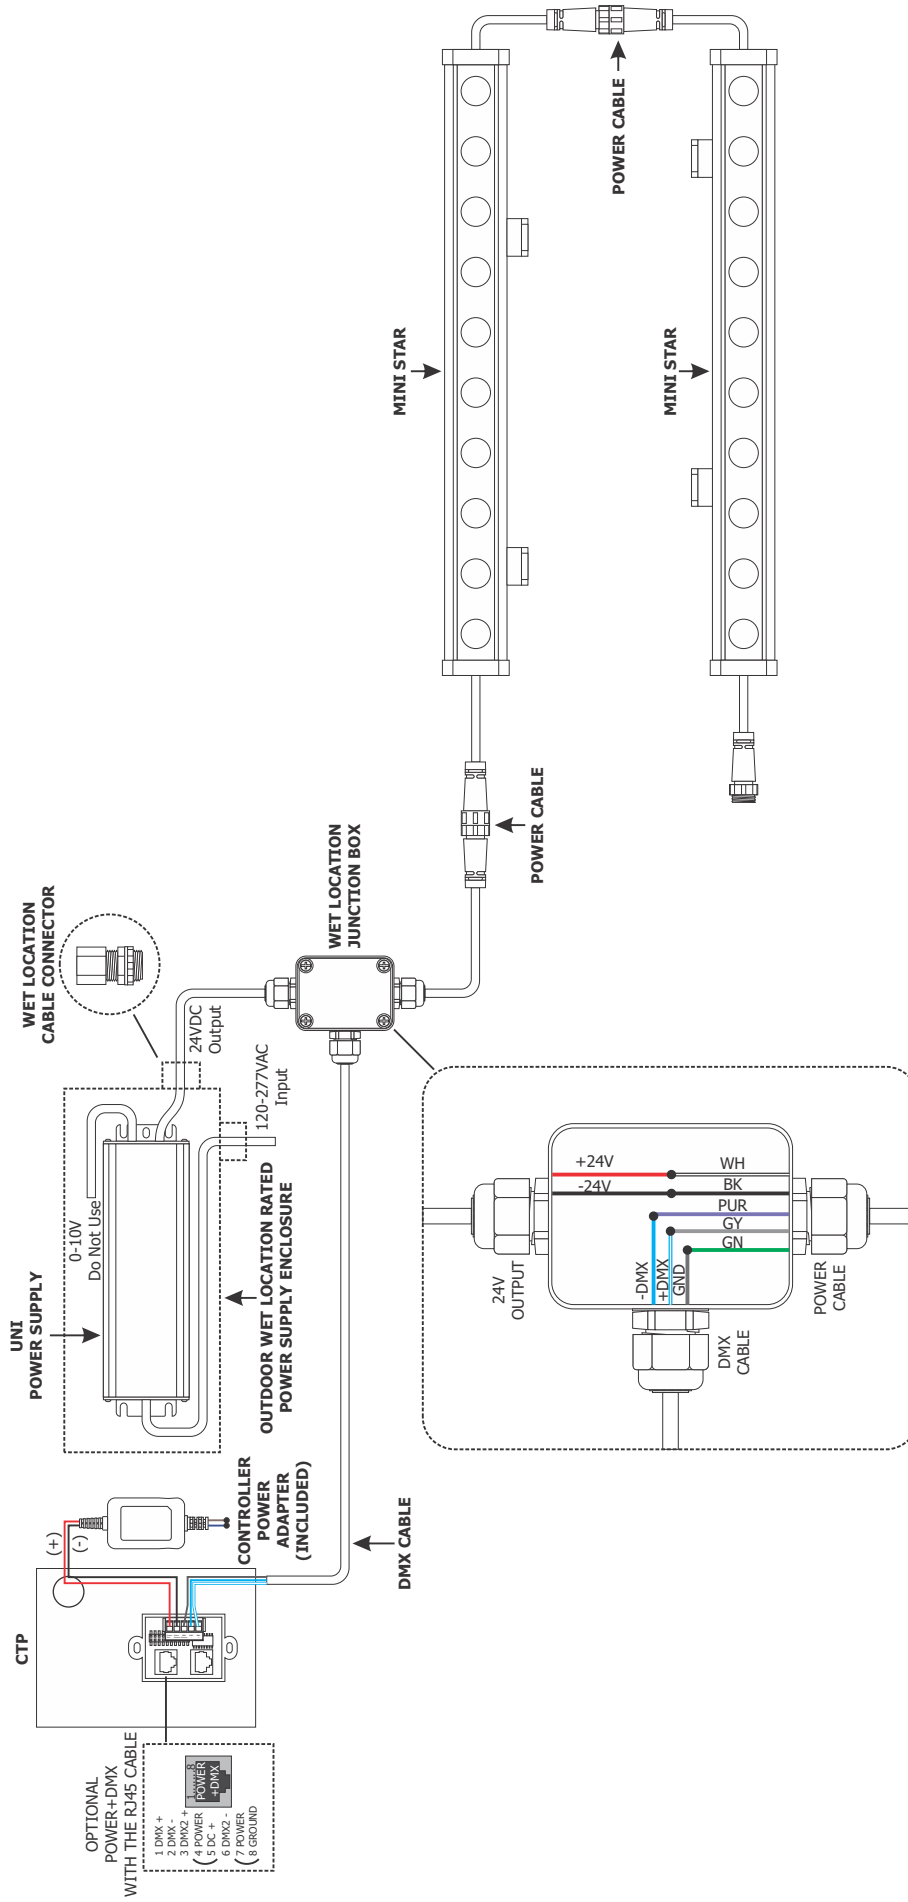 OPTIONAL
POWER+DMX
WITH THE RJ45 CABLE
1 DMX +
2 DMX -
3 DMX2 +
4 POWER
5 DC +
6 DMX2 -
7 POWER
8 GROUND
1
8
POWER
+DMX
CTP
(+)
(-)
CONTROLLER
POWER
ADAPTER
(INCLUDED)
UNI
POWER SUPPLY
0-10V
Do Not Use
OUTDOOR WET LOCATION RATED
POWER SUPPLY ENCLOSURE
120-277VAC
Input
24VDC
Output
WET LOCATION
CABLE CONNECTOR
WET LOCATION
JUNCTION BOX
DMX CABLE
POWER CABLE
MINI STAR
POWER CABLE
MINI STAR
24V
OUTPUT
+24V
-24V
WH
BK
PUR
GY
GN
-DMX
+DMX
GND
DMX
CABLE
POWER
CABLE